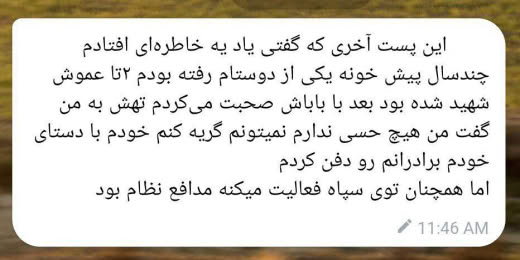 این پست آخری که گفتی یاد یه خاطره‌ای افتادم
چندسال پیش خونه یکی از دوستام رفته بودم ۲تا عموش
شهید شده بود بعد با باباش صحبت می‌کردم تهش به من
گفت من هیچ حسی ندارم نمیتونم گریه کنم خودم با دستای
خودم برادرانم رو دفن کردم
اما همچنان توی سپاه فعالیت میکنه مدافع نظام بود
11:46 AM